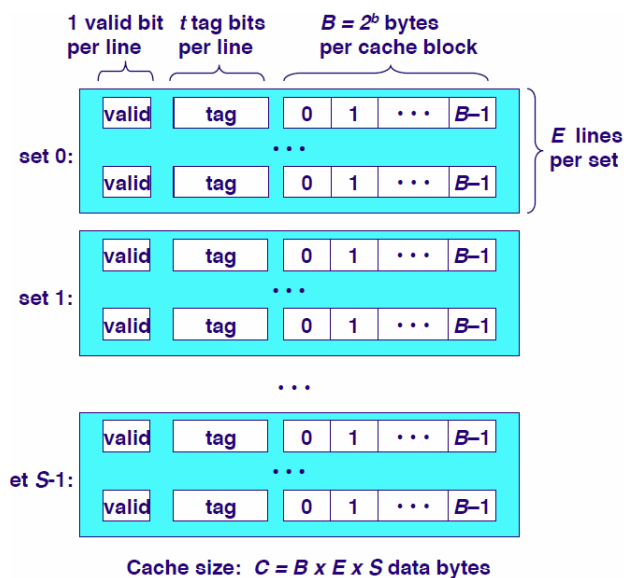 1 valid bit per line
t tag bits per line
B = 2^b bytes per cache block
valid tag 0 1 • • • B–1
• • •
set 0:
valid tag 0 1 • • • B–1
E lines per set
valid tag 0 1 • • • B–1
set 1:
• • •
valid tag 0 1 • • • B–1
• • •
valid tag 0 1 • • • B–1
• • •
et S-1:
valid tag 0 1 • • • B–1
Cache size: C = B x E x S data bytes